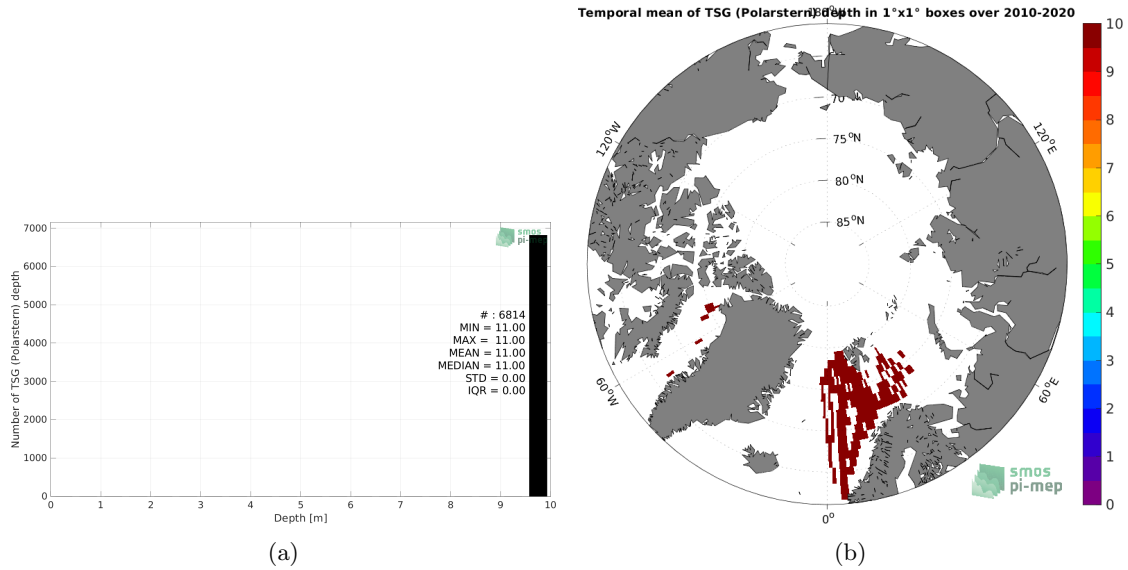 Number of TSG (Polarstern) depth
7000
6000
5000
4000
3000
2000
1000
0
smos
pi-mep
# : 6814
MIN = 11.00
MAX = 11.00
MEAN = 11.00
MEDIAN = 11.00
STD = 0.00
IQR = 0.00
0 1 2 3 4 5 6 7 8 9 10
Depth [m]
(a)
Temporal mean of TSG (Polarstern) depth in 1°x1° boxes over 2010-2020
180°W
120°W
120°E
70°N
75°N
80°N
85°N
60°W
60°E
0°
smos
pi-mep
10
9
8
7
6
5
4
3
2
1
0
(b)